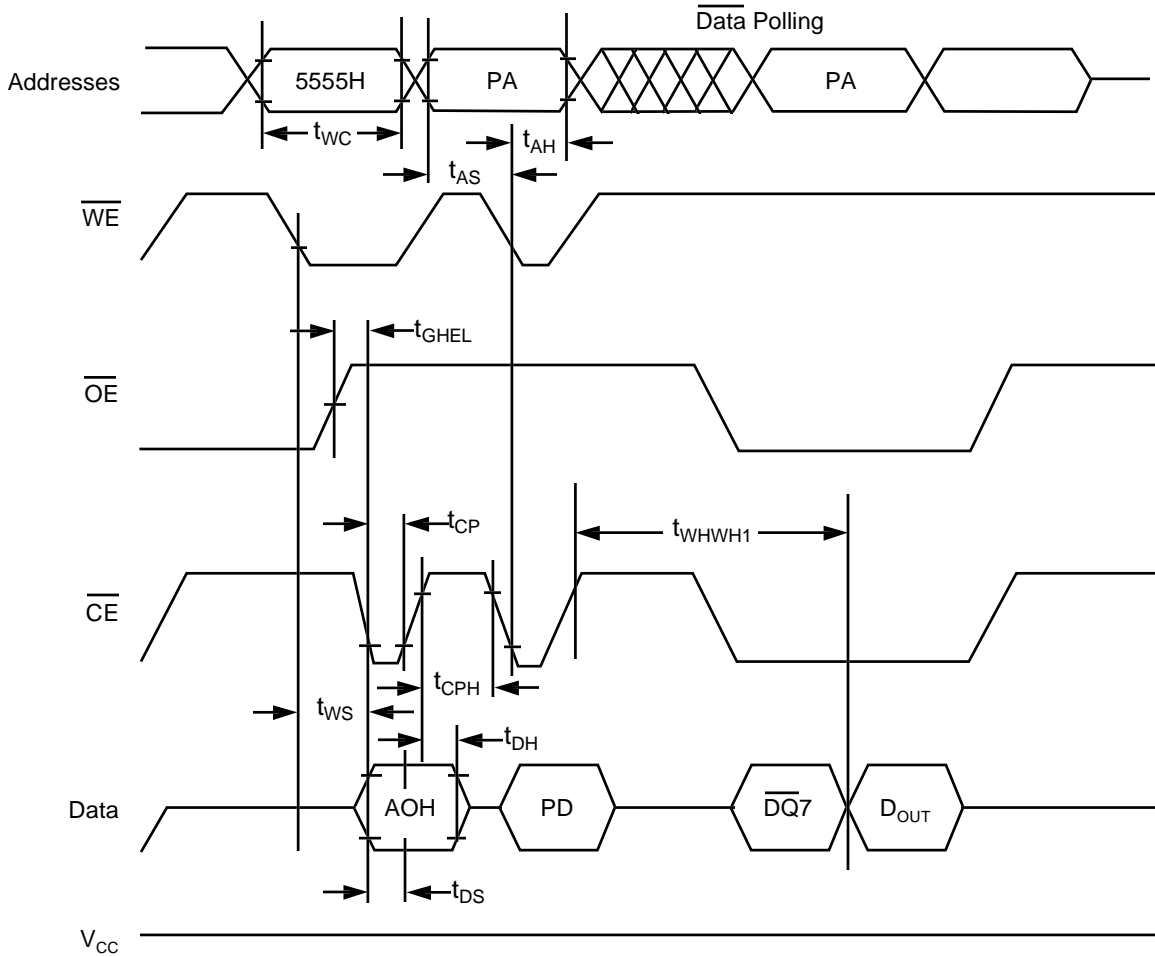 Data Polling
Addresses
5555H
PA
PA
tWC
tAH
tAS
WE
tGHEL
OE
tCP
tWHWH1
CE
tCPH
tWS
tDH
Data
AOH
PD
DQ7
DOUT
tDS
VCC